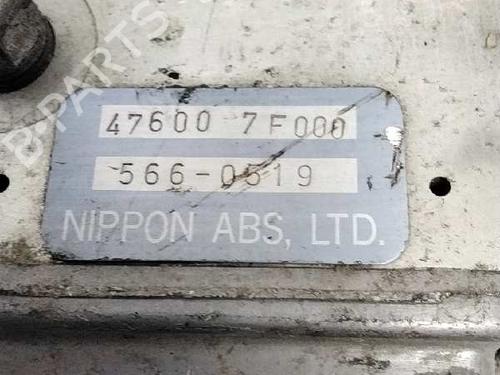 B-PARTS
47600 7F000
566-0519
NIPPON ABS, LTD.